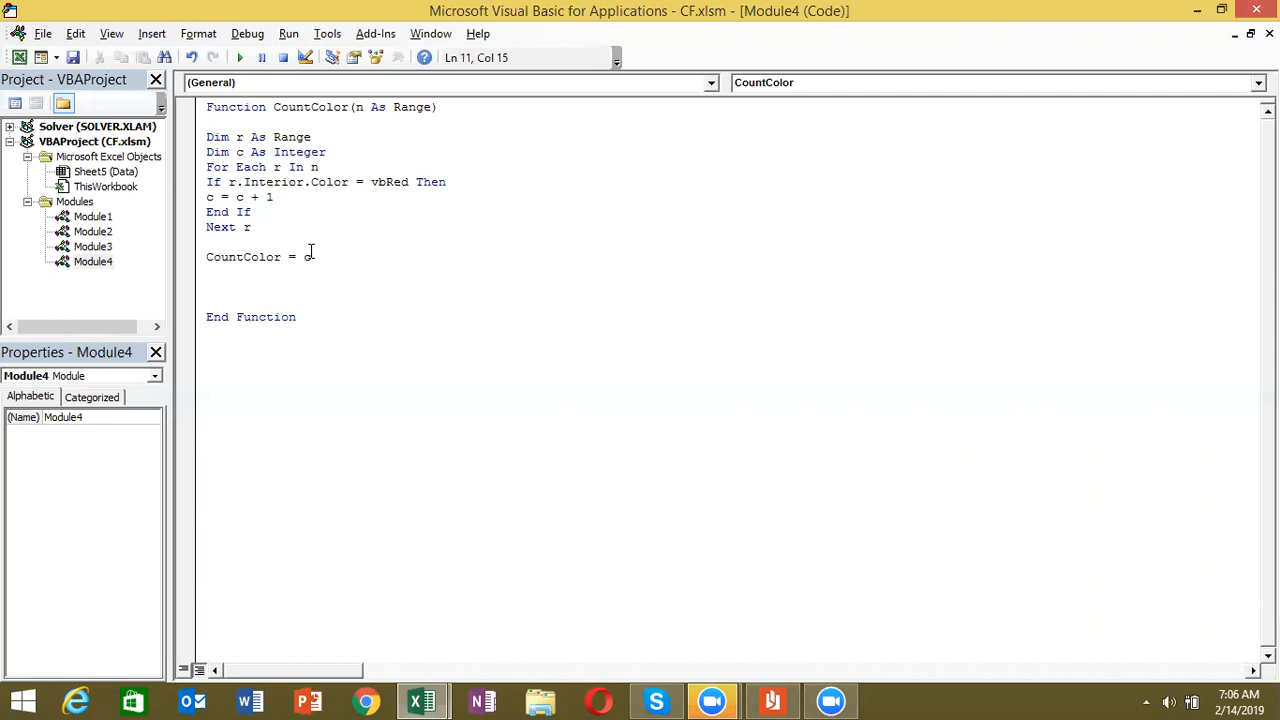 Microsoft Visual Basic for Applications - CF.xlsm - [Module4 (Code)]
File Edit View Insert Format Debug Run Tools Add-Ins Window Help
Ln 11, Col 15
Project - VBAProject
(General)
CountColor
Solver (SOLVER.XLAM)
VBAProject (CF.xlsm)
Microsoft Excel Objects
Sheet5 (Data)
ThisWorkbook
Modules
Module1
Module2
Module3
Module4
Properties - Module4
Module4 Module
Alphabetic Categorized
(Name) Module4
Function CountColor(n As Range)
Dim r As Range
Dim c As Integer
For Each r In n
If r.Interior.Color = vbRed Then
c = c + 1
End If
Next r
CountColor = c
End Function
7:06 AM
2/14/2019